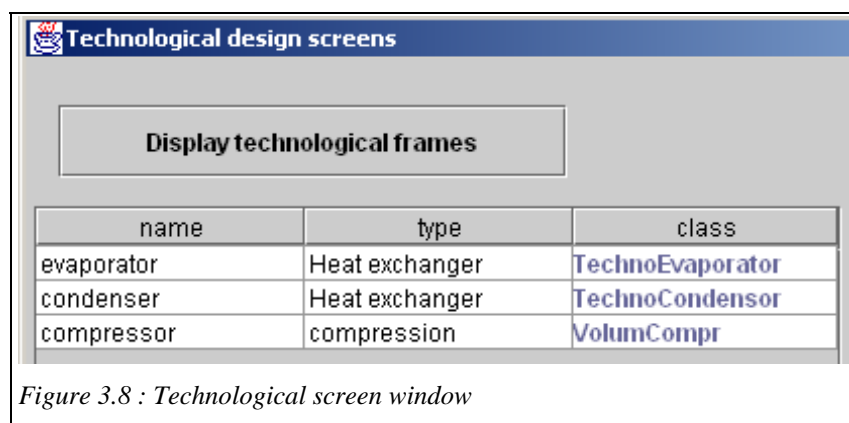 Technological design screens
Display technological frames
name type class
evaporator Heat exchanger TechnoEvaporator
condenser Heat exchanger TechnoCondensor
compressor compression VolumCompr
Figure 3.8 : Technological screen window